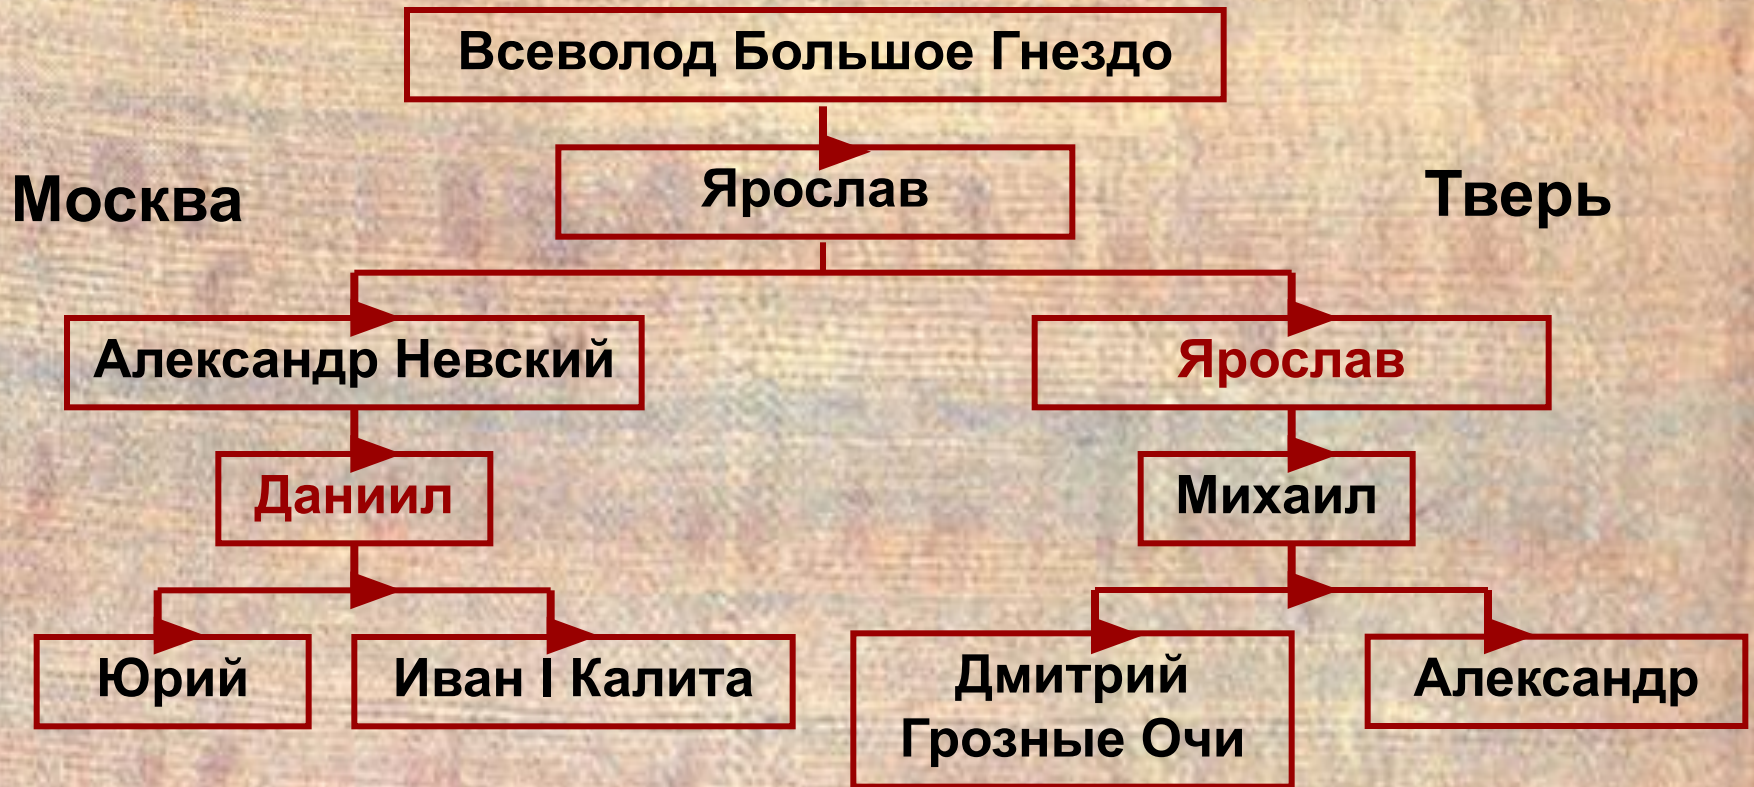 Всеволод Большое Гнездо
Москва
Ярослав
Тверь
Александр Невский
Ярослав
Даниил
Михаил
Юрий
Иван I Калита
Дмитрий
Грозные Очи
Александр